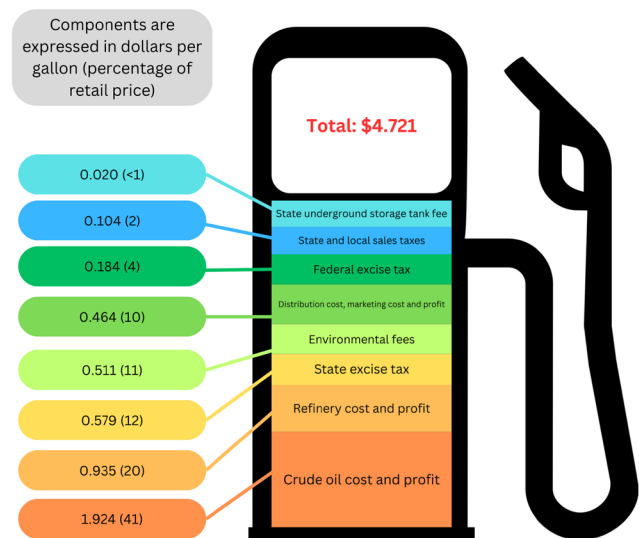 Components are
expressed in dollars per
gallon (percentage of
retail price)
Total: $4.721
0.020 (<1)
State underground storage tank fee
0.104 (2)
State and local sales taxes
0.184 (4)
Federal excise tax
0.464 (10)
Distribution cost, marketing cost and profit
0.511 (11)
Environmental fees
0.579 (12)
State excise tax
0.935 (20)
Refinery cost and profit
1.924 (41)
Crude oil cost and profit